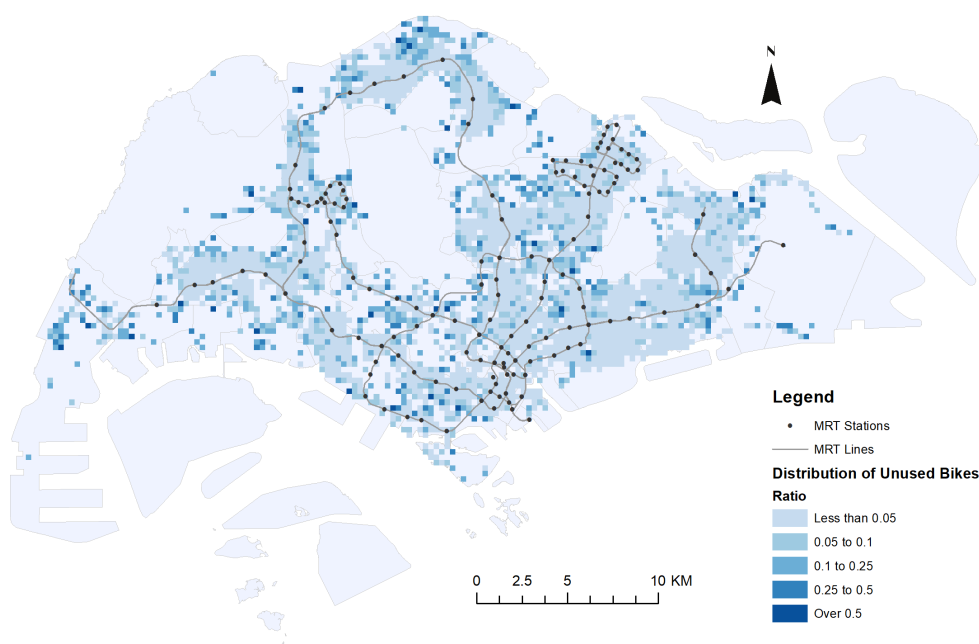 N
Legend
MRT Stations
MRT Lines
Distribution of Unused Bikes
Ratio
Less than 0.05
0.05 to 0.1
0.1 to 0.25
0.25 to 0.5
Over 0.5
0 2.5 5 10 KM